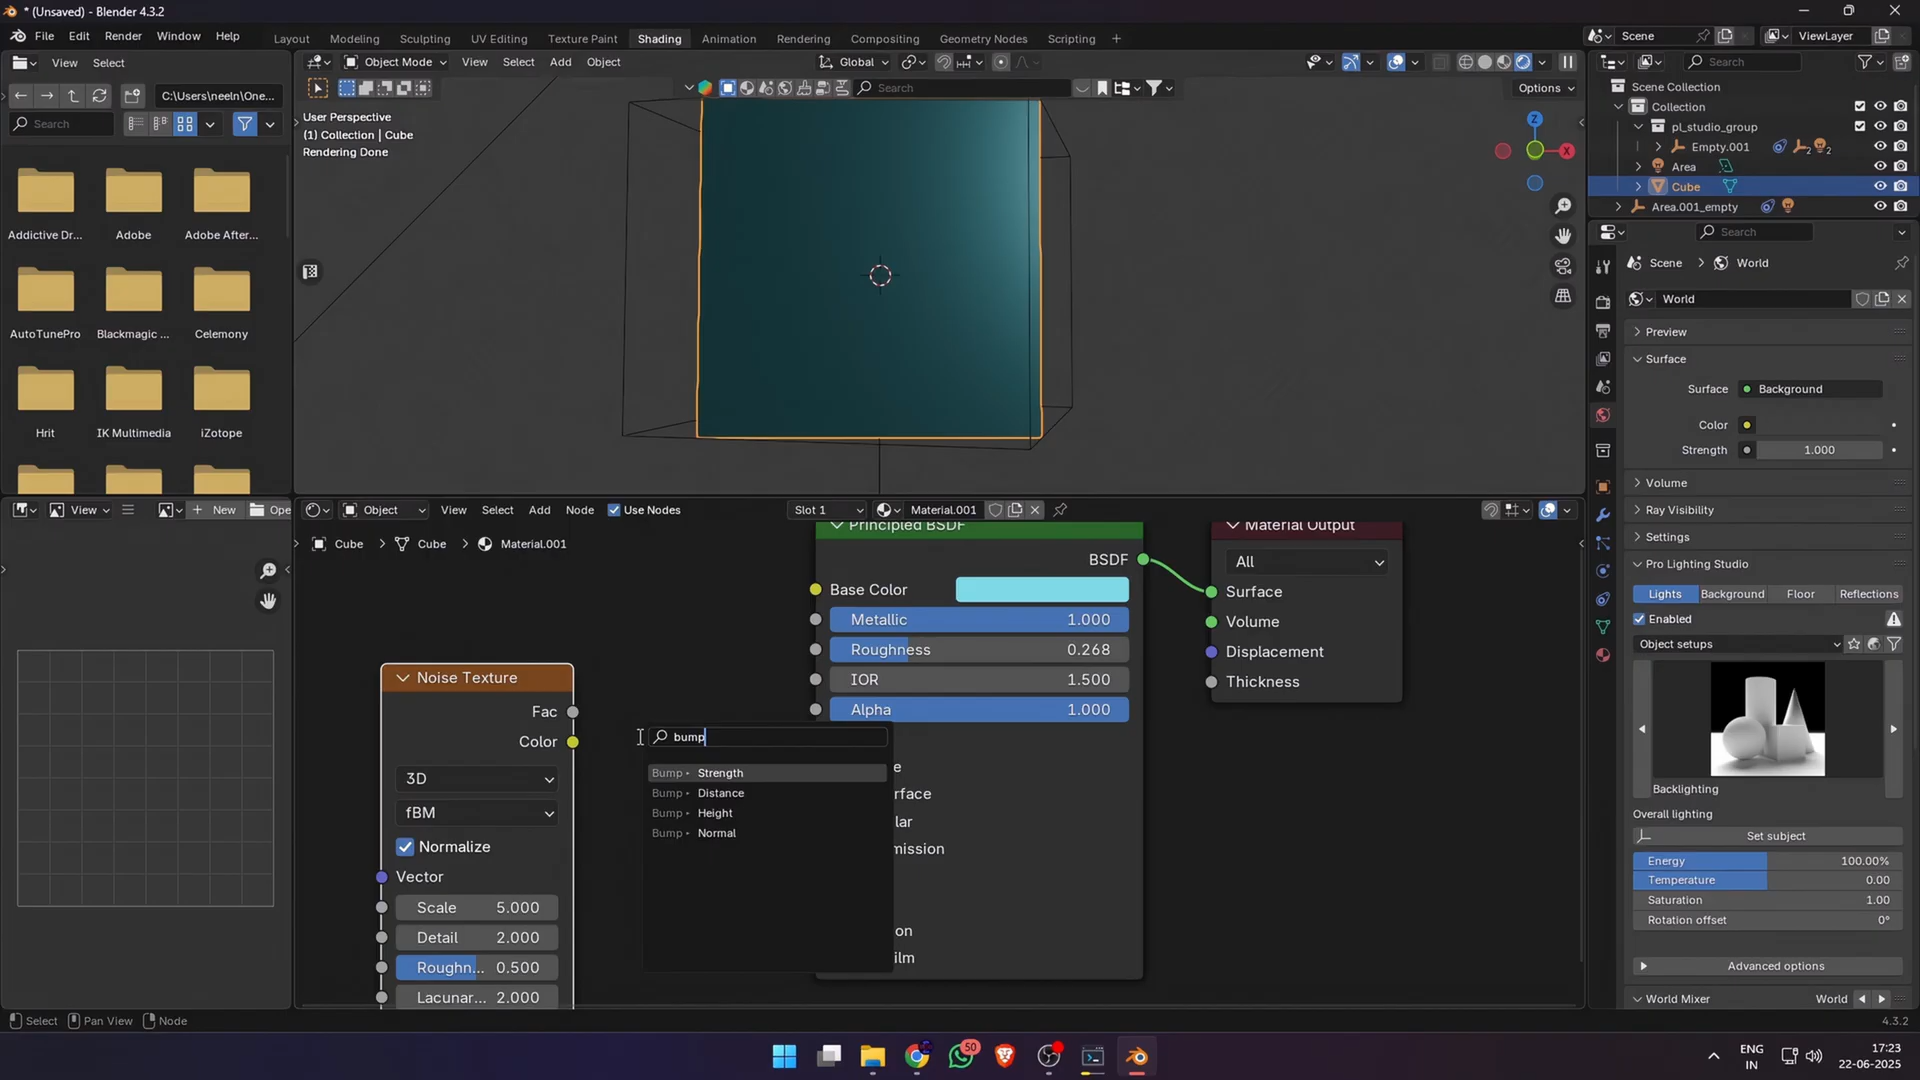 * (Unsaved) - Blender 4.3.2
File Edit Render Window Help
Layout Modeling Sculpting UV Editing Texture Paint Shading Animation Rendering Compositing Geometry Nodes Scripting +
Scene
ViewLayer
View Select
Object Mode View Select Add Object
Global
Search
C:\Users\neeln\One...
Search
Options
Search
User Perspective
(1) Collection | Cube
Rendering Done
Z
X
Addictive Dr... Adobe Adobe After...
AutoTunePro Blackmagic ... Celemony
Hrit IK Multimedia iZotope
Scene Collection
Collection
pl_studio_group
Empty.001 2 2
Area
Cube
Area.001_empty
Search
Scene > World
World
Preview
Surface
Surface Background
Color
Strength 1.000
Volume
Ray Visibility
Settings
Pro Lighting Studio
Lights Background Floor Reflections
Enabled
Object setups
Backlighting
Overall lighting
Set subject
Energy 100.00%
Temperature 0.00
Saturation 1.00
Rotation offset 0°
Advanced options
World Mixer World
View + New Ope
Object View Select Add Node Use Nodes Slot 1 Material.001
Cube > Cube > Material.001
Principled BSDF
BSDF
Base Color
Metallic 1.000
Roughness 0.268
IOR 1.500
Alpha 1.000
e
rface
lar
mission
on
ilm
Material Output
All
Surface
Volume
Displacement
Thickness
Noise Texture
Fac
Color
3D
fBM
Normalize
Vector
Scale 5.000
Detail 2.000
Roughn... 0.500
Lacunar... 2.000
bump
Bump Strength
Bump Distance
Bump Height
Bump Normal
Select Pan View Node
4.3.2
50
ENG
IN
17:23
22-06-2025